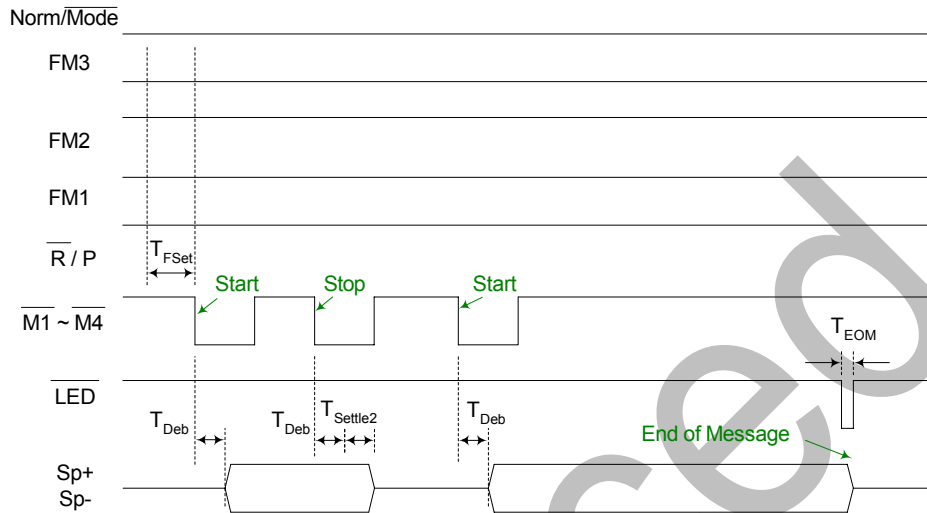 Norm/Mode
FM3
FM2
FM1
R / P
TFSet
Start
Stop
Start
M1 ~ M4
TEOM
LED
TDeb
TDeb
TSettle2
TDeb
End of Message
Sp+
Sp-
ced